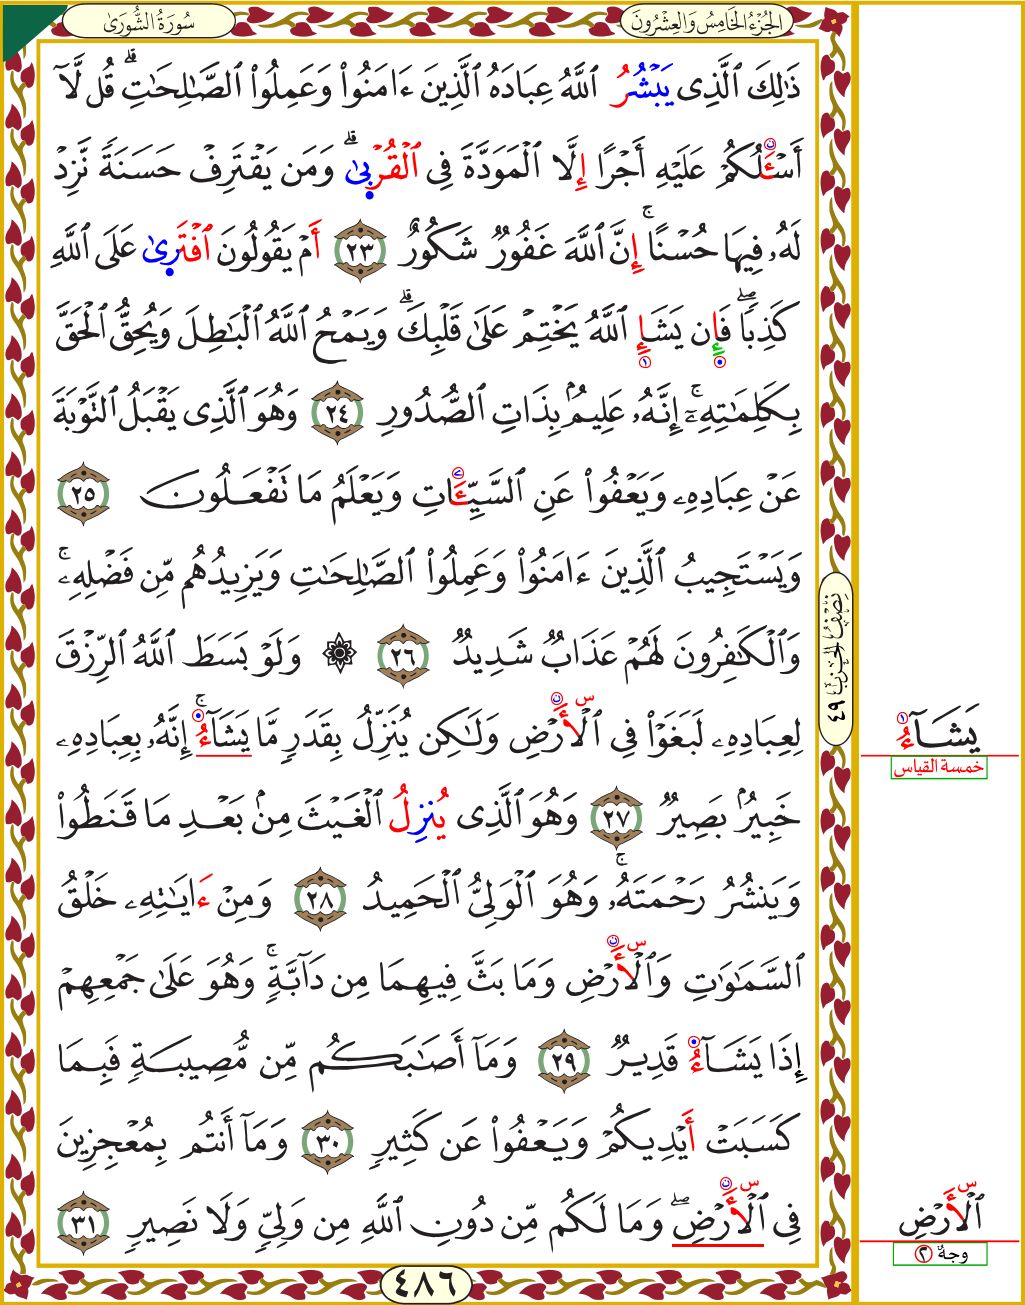 الجُزْءُ الخَامِسُ وَالعِشْرُونَ
سُورَةُ الشُّورَىٰ
ذَٰلِكَ ٱلَّذِى يَبْشُرُ ٱللَّهُ عِبَادَهُ ٱلَّذِينَ ءَامَنُوا۟ وَعَمِلُوا۟ ٱلصَّـٰلِحَـٰتِ ۗ قُل لَّآ
أَسْـَٔلُكُمْ عَلَيْهِ أَجْرًا إِلَّا ٱلْمَوَدَّةَ فِى ٱلْقُرْبَىٰ ۗ وَمَن يَقْتَرِفْ حَسَنَةً نَّزِدْ
لَهُۥ فِيهَا حُسْنًا ۚ إِنَّ ٱللَّهَ غَفُورٌ شَكُورٌ ٢٣ أَمْ يَقُولُونَ ٱفْتَرَىٰ عَلَى ٱللَّهِ
كَذِبًا ۖ فَإِن يَشَإِ ٱللَّهُ يَخْتِمْ عَلَىٰ قَلْبِكَ ۗ وَيَمْحُ ٱللَّهُ ٱلْبَـٰطِلَ وَيُحِقُّ ٱلْحَقَّ
بِكَلِمَـٰتِهِۦٓ ۚ إِنَّهُۥ عَلِيمٌۢ بِذَاتِ ٱلصُّدُورِ ٢٤ وَهُوَ ٱلَّذِى يَقْبَلُ ٱلتَّوْبَةَ
عَنْ عِبَادِهِۦ وَيَعْفُوا۟ عَنِ ٱلسَّيِّـَٔاتِ وَيَعْلَمُ مَا تَفْعَلُونَ ٢٥
وَيَسْتَجِيبُ ٱلَّذِينَ ءَامَنُوا۟ وَعَمِلُوا۟ ٱلصَّـٰلِحَـٰتِ وَيَزِيدُهُم مِّن فَضْلِهِۦ ۚ
وَٱلْكَـٰفِرُونَ لَهُمْ عَذَابٌ شَدِيدٌ ٢٦ ۞ وَلَوْ بَسَطَ ٱللَّهُ ٱلرِّزْقَ
نِصْفُ الحِزْبِ ٤٩
لِعِبَادِهِۦ لَبَغَوْا۟ فِى ٱلْأَرْضِ وَلَـٰكِن يُنَزِّلُ بِقَدَرٍ مَّا يَشَآءُ ۚ إِنَّهُۥ بِعِبَادِهِۦ
يَشَآءُ
خمسة القياس
خَبِيرٌۢ بَصِيرٌ ٢٧ وَهُوَ ٱلَّذِى يُنزِلُ ٱلْغَيْثَ مِنۢ بَعْدِ مَا قَنَطُوا۟
وَيَنشُرُ رَحْمَتَهُۥ ۚ وَهُوَ ٱلْوَلِىُّ ٱلْحَمِيدُ ٢٨ وَمِنْ ءَايَـٰتِهِۦ خَلْقُ
ٱلسَّمَـٰوَٰتِ وَٱلْأَرْضِ وَمَا بَثَّ فِيهِمَا مِن دَآبَّةٍ ۚ وَهُوَ عَلَىٰ جَمْعِهِمْ
إِذَا يَشَآءُ قَدِيرٌ ٢٩ وَمَآ أَصَـٰبَكُم مِّن مُّصِيبَةٍ فَبِمَا
كَسَبَتْ أَيْدِيكُمْ وَيَعْفُوا۟ عَن كَثِيرٍ ٣٠ وَمَآ أَنتُم بِمُعْجِزِينَ
فِى ٱلْأَرْضِ ۖ وَمَا لَكُم مِّن دُونِ ٱللَّهِ مِن وَلِىٍّ وَلَا نَصِيرٍ ٣١
س
ٱلْأَرْضِ
وجهٌ ٢
٤٨٦